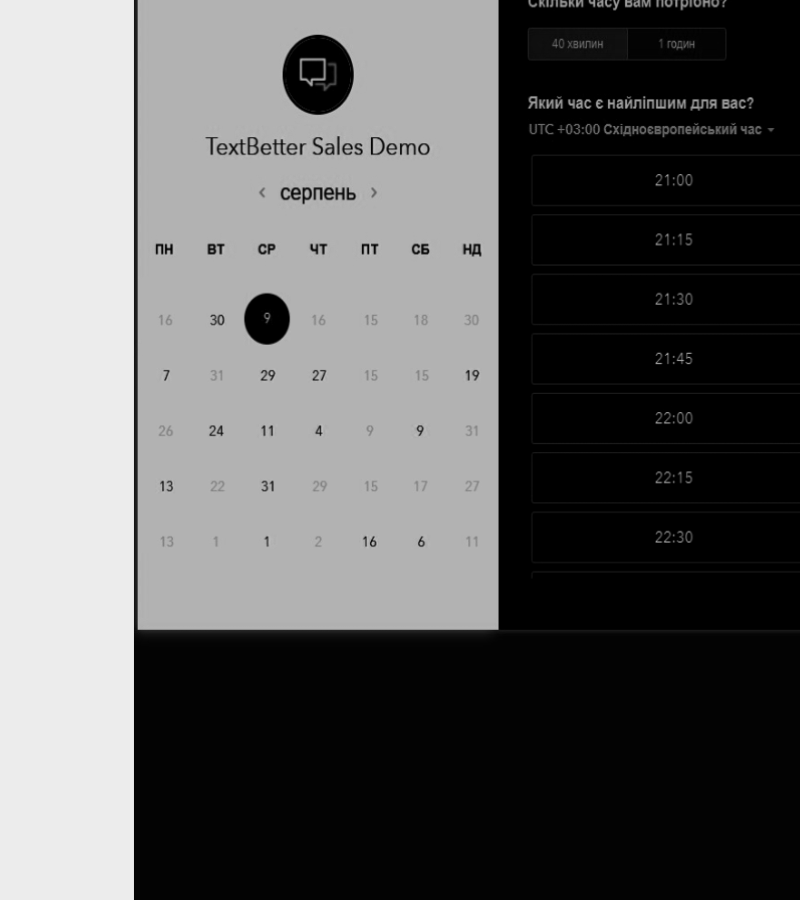 TextBetter Sales Demo
‹ серпень ›
ПН ВТ СР ЧТ ПТ СБ НД
16 30 9 16 15 18 30
7 31 29 27 15 15 19
26 24 11 4 9 9 31
13 22 31 29 15 17 27
13 1 1 2 16 6 11
Скільки часу вам потрібно?
40 хвилин 1 годин
Який час є найліпшим для вас?
UTC +03:00 Східноєвропейський час
21:00
21:15
21:30
21:45
22:00
22:15
22:30